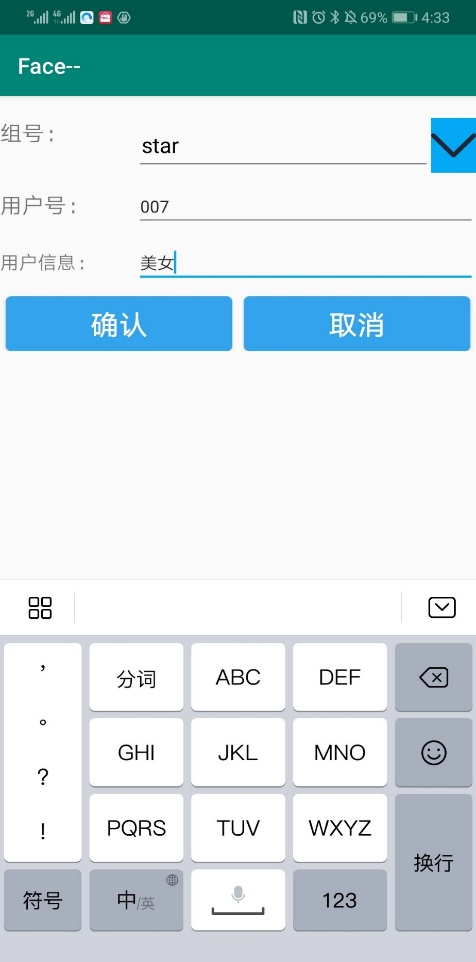 2G 4G 69% 4:33
Face--
组号: star
用户号: 007
用户信息: 美女
确认 取消
, 分词 ABC DEF
。 GHI JKL MNO
?
! PQRS TUV WXYZ 换行
符号 中/英 123